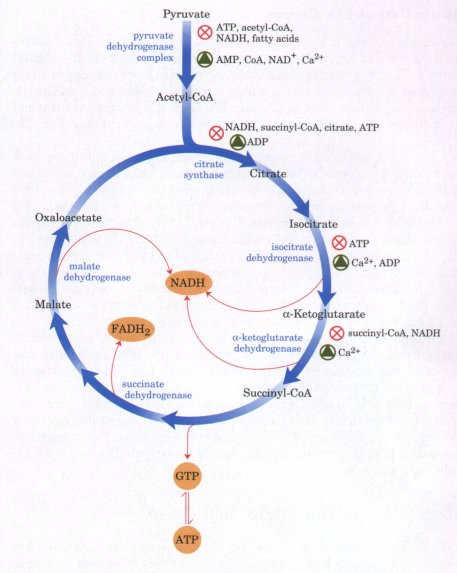 Pyruvate
pyruvate
dehydrogenase
complex
ATP, acetyl-CoA,
NADH, fatty acids
AMP, CoA, NAD⁺, Ca²⁺
Acetyl-CoA
NADH, succinyl-CoA, citrate, ATP
ADP
citrate
synthase
Citrate
Oxaloacetate
Isocitrate
isocitrate
dehydrogenase
ATP
Ca²⁺, ADP
malate
dehydrogenase
NADH
Malate
α-Ketoglutarate
FADH₂
α-ketoglutarate
dehydrogenase
succinyl-CoA, NADH
Ca²⁺
succinate
dehydrogenase
Succinyl-CoA
GTP
ATP